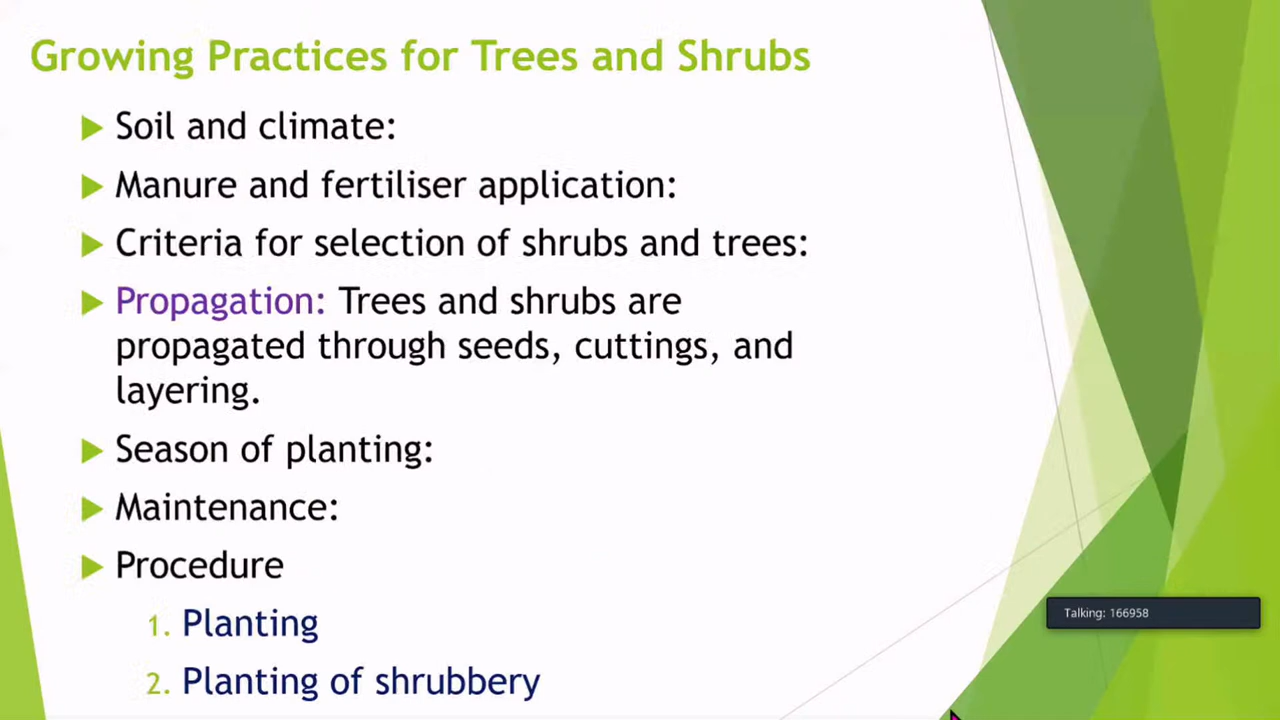 Growing Practices for Trees and Shrubs
Soil and climate:
Manure and fertiliser application:
Criteria for selection of shrubs and trees:
Propagation: Trees and shrubs are
propagated through seeds, cuttings, and
layering.
Season of planting:
Maintenance:
Procedure
1. Planting
2. Planting of shrubbery
Talking: 166958